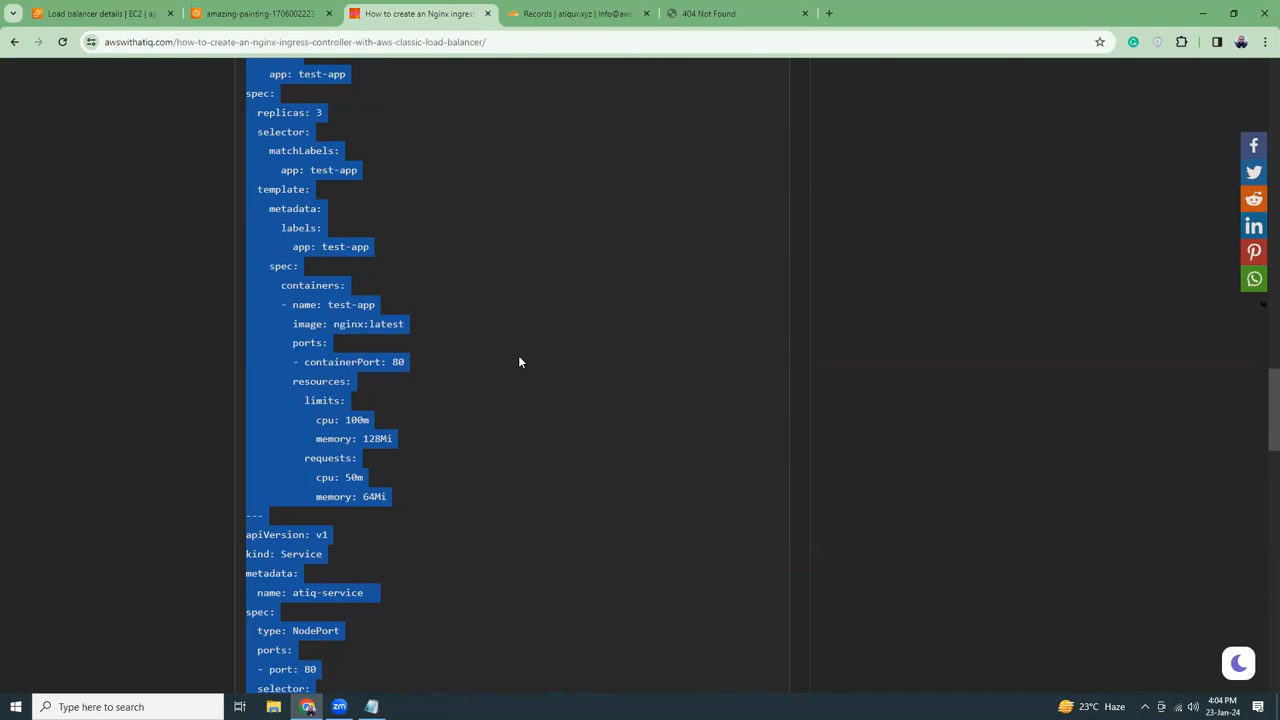 Load balancer details | EC2 | ap
amazing-painting-1706002223
How to create an Nginx ingress
Records | atiqur.xyz | Info@aws
404 Not Found
awswithatiq.com/how-to-create-an-nginx-ingress-controller-with-aws-classic-load-balancer/
app: test-app
spec:
replicas: 3
selector:
matchLabels:
app: test-app
template:
metadata:
labels:
app: test-app
spec:
containers:
- name: test-app
image: nginx:latest
ports:
- containerPort: 80
resources:
limits:
cpu: 100m
memory: 128Mi
requests:
cpu: 50m
memory: 64Mi
---
apiVersion: v1
kind: Service
metadata:
name: atiq-service
spec:
type: NodePort
ports:
- port: 80
selector:
Type here to search
23°C Haze
4:04 PM
23-Jan-24